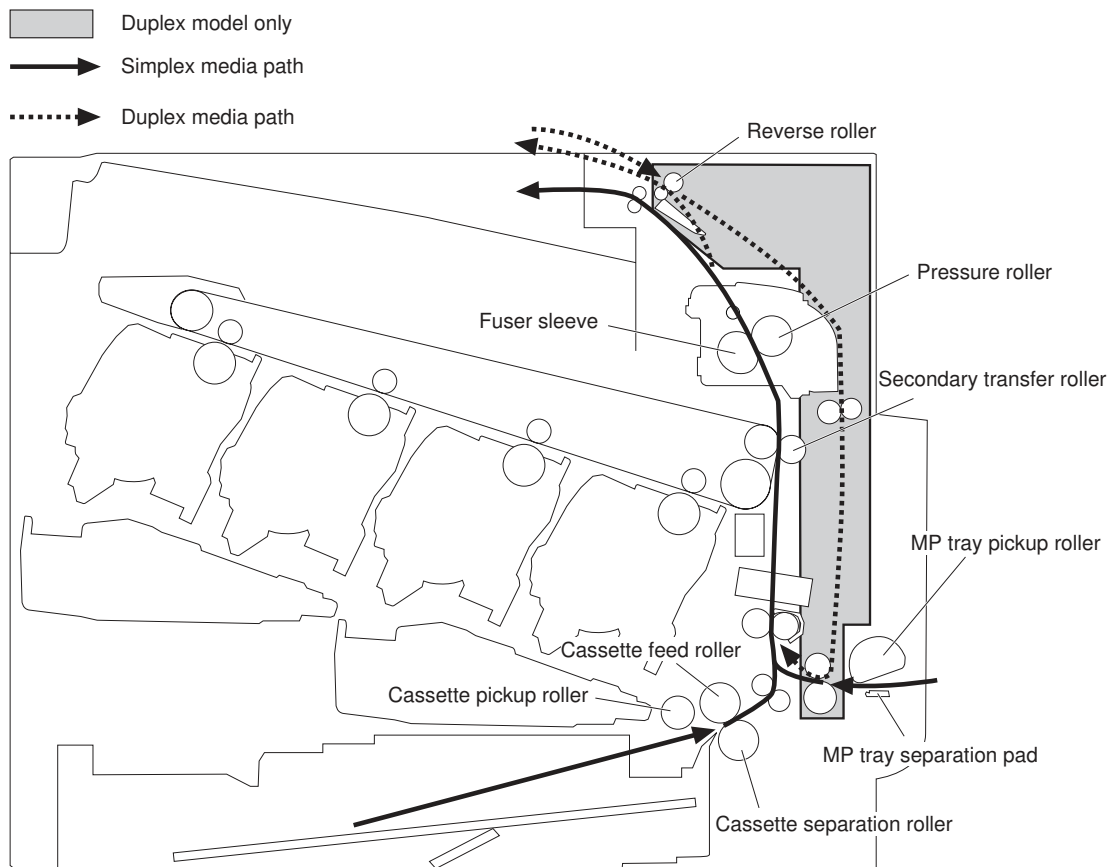 Duplex model only
Simplex media path
Duplex media path
Reverse roller
Pressure roller
Fuser sleeve
Secondary transfer roller
MP tray pickup roller
Cassette feed roller
Cassette pickup roller
MP tray separation pad
Cassette separation roller